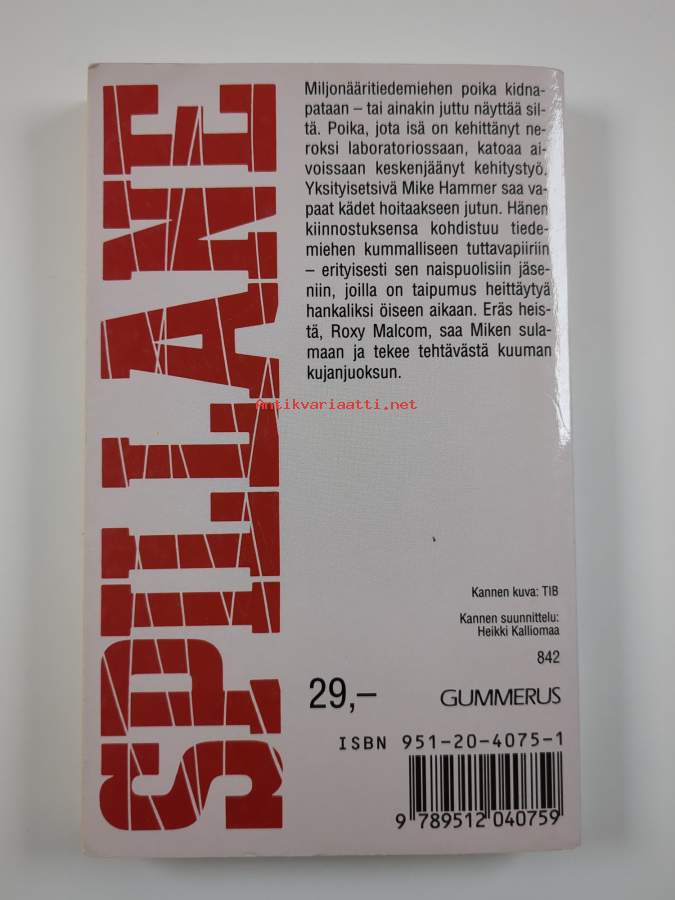 SPILLANE
Miljonääritiedemiehen poika kidna-
pataan – tai ainakin juttu näyttää sil-
tä. Poika, jota isä on kehittänyt ne-
roksi laboratoriossaan, katoaa ai-
voissaan keskenjäänyt kehitystyö.
Yksityisetsivä Mike Hammer saa va-
paat kädet hoitaakseen jutun. Hänen
kiinnostuksensa kohdistuu tiede-
miehen kummalliseen tuttavapiiriin
– erityisesti sen naispuolisiin jäse-
niin, joilla on taipumus heittäytyä
hankaliksi öiseen aikaan. Eräs heis-
tä, Roxy Malcom, saa Miken sula-
maan ja tekee tehtävästä kuuman
kujanjuoksun.
Antikvariaatti.net
Kannen kuva: TIB
Kannen suunnittelu:
Heikki Kalliomaa
842
29,–
GUMMERUS
ISBN 951-20-4075-1
9 789512 040759